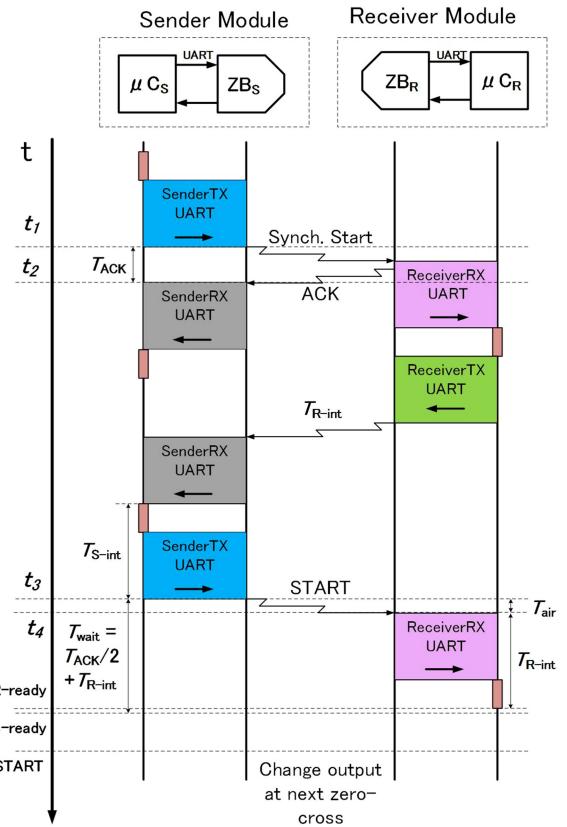 Sender Module
Receiver Module
UART
μ CS
ZBS
UART
ZBR
μ CR
t
SenderTX
UART
t1
Synch. Start
t2
TACK
ACK
SenderRX
UART
ReceiverRX
UART
ReceiverTX
UART
TR-int
SenderRX
UART
TS-int
SenderTX
UART
t3
START
Tair
t4
Twait =
TACK/2
+TR-int
ReceiverRX
UART
TR-int
-ready
-ready
START
Change output
at next zero-
cross